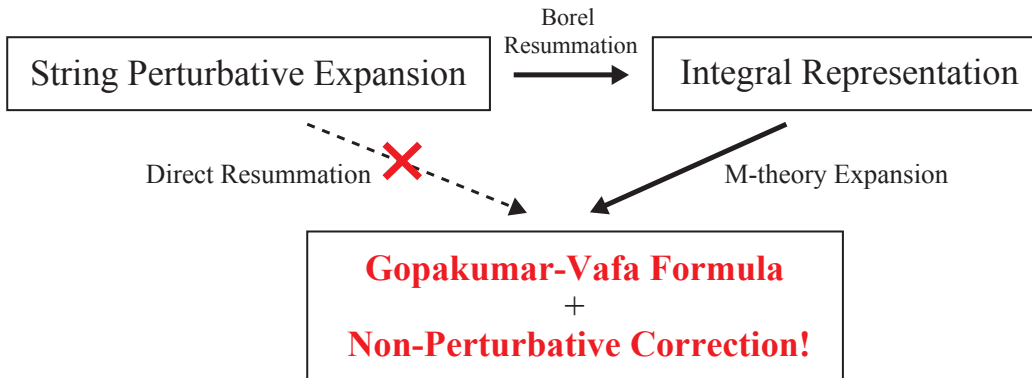 Borel
Resummation
String Perturbative Expansion
Integral Representation
Direct Resummation
M-theory Expansion
Gopakumar-Vafa Formula
+
Non-Perturbative Correction!